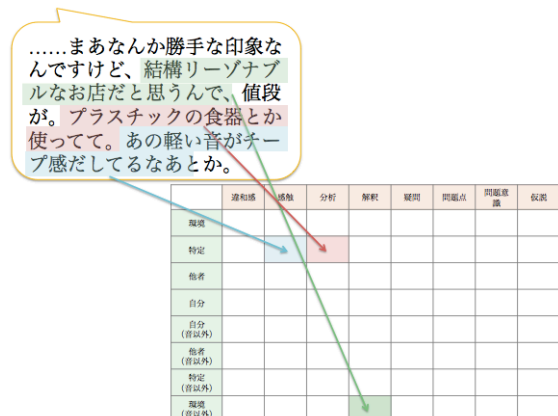 ……まあなんか勝手な印象な
んですけど、結構リーゾナブ
ルなお店だと思うんで、値段
が。プラスチックの食器とか
使ってて。あの軽い音がチー
プ感だしてるなあとか。
違和感 感触 分析 解釈 疑問 問題点 問題意識 仮説
環境
特定
他者
自分
自分
(音以外)
他者
(音以外)
特定
(音以外)
環境
(音以外)